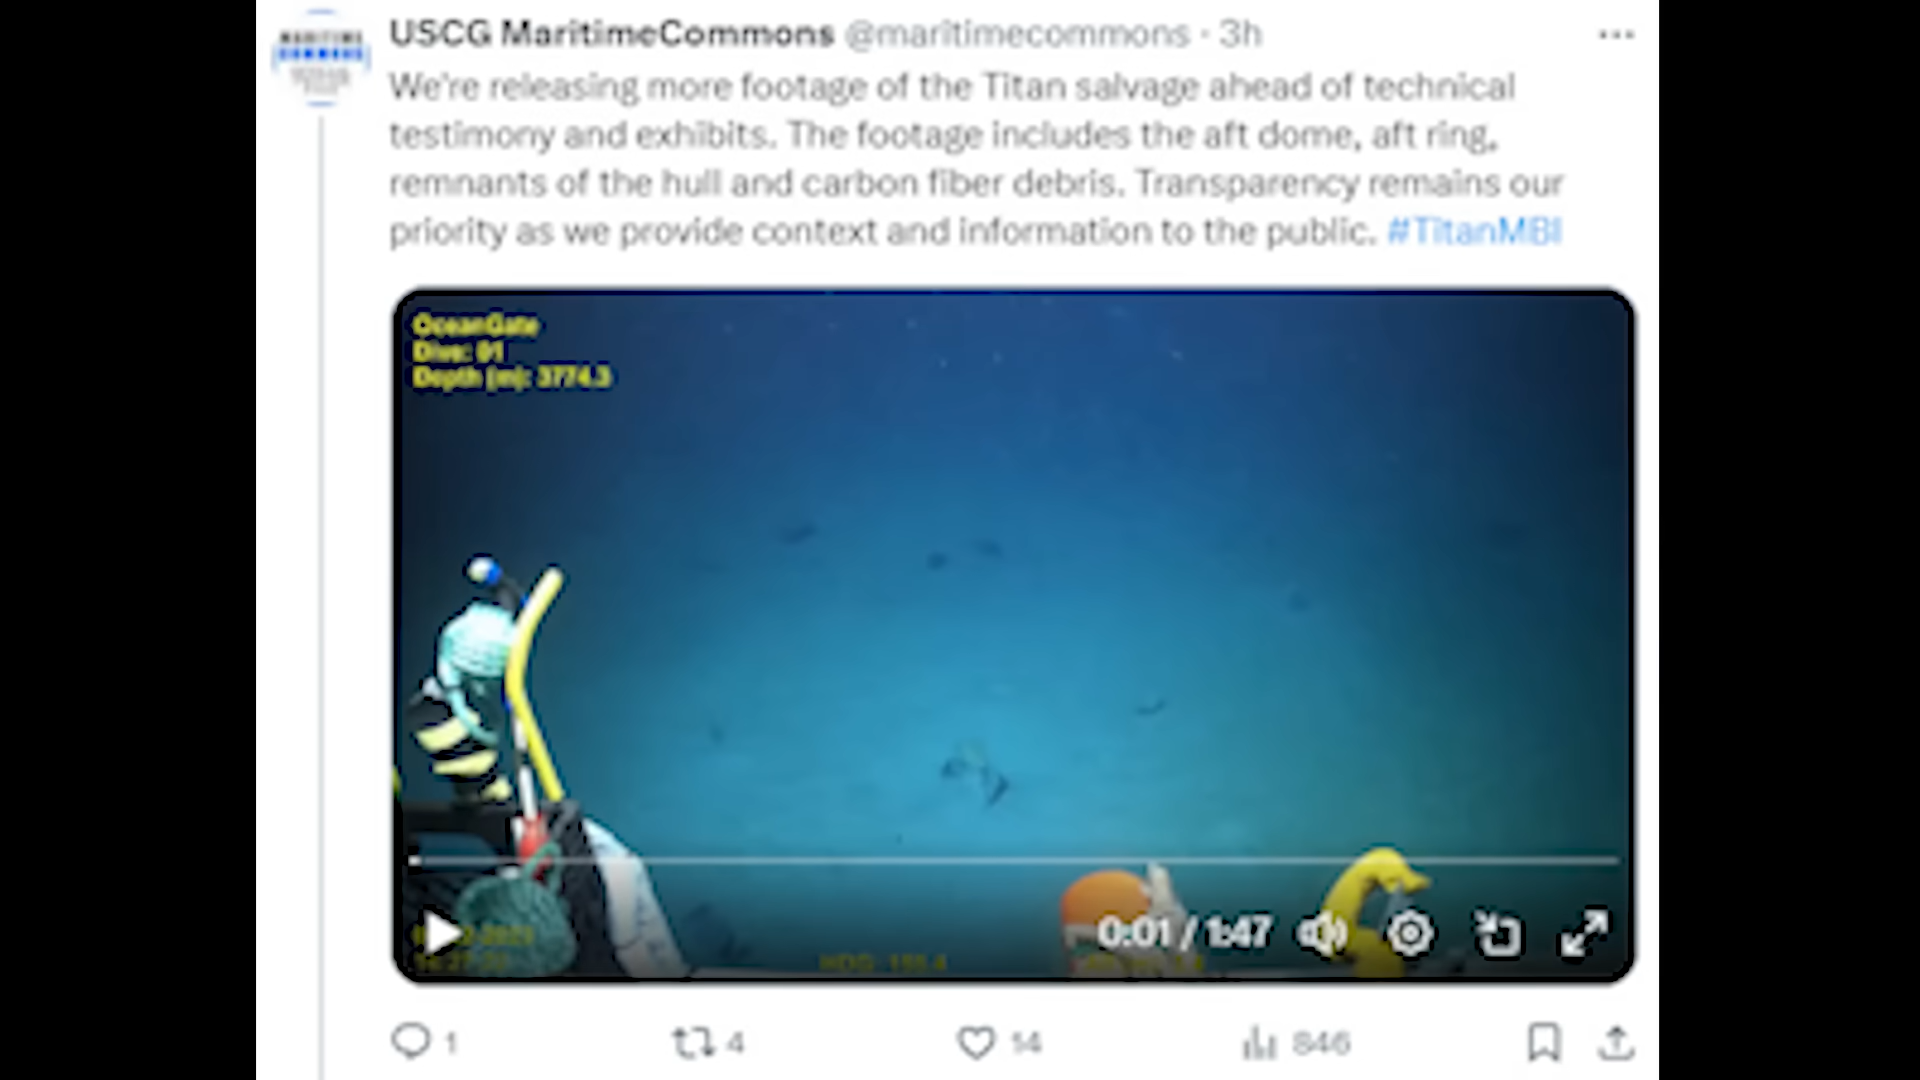 MARITIME
COMMONS
USCG MaritimeCommons @maritimecommons · 3h
We're releasing more footage of the Titan salvage ahead of technical
testimony and exhibits. The footage includes the aft dome, aft ring,
remnants of the hull and carbon fiber debris. Transparency remains our
priority as we provide context and information to the public. #TitanMBI
OceanGate
Dive: 01
Depth (m): 3774.3
0:01 / 1:47
1
4
14
846